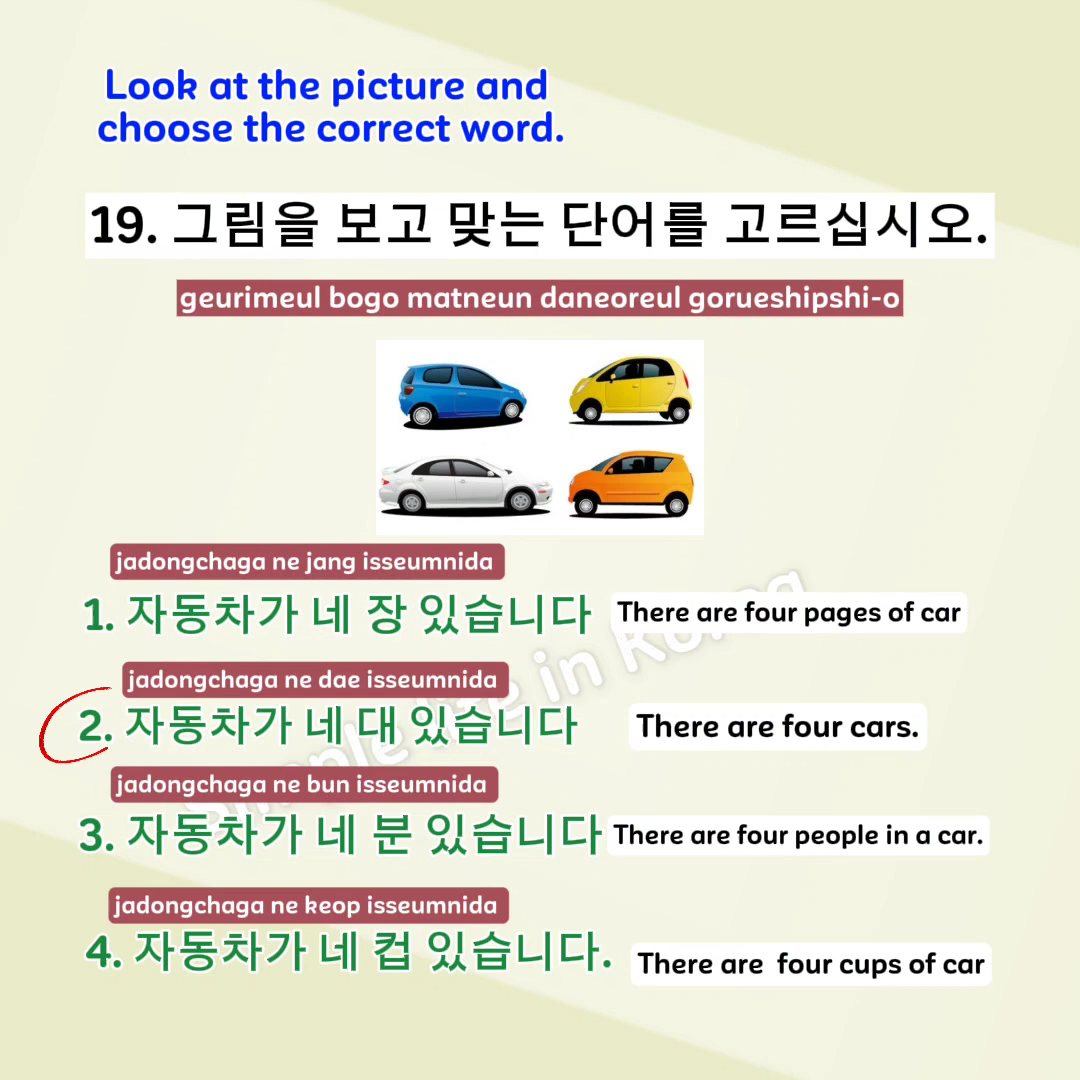 Look at the picture and
choose the correct word.
19. 그림을 보고 맞는 단어를 고르십시오.
geurimeul bogo matneun daneoreul gorueshipshi-o
jadongchaga ne jang isseumnida
1. 자동차가 네 장 있습니다 There are four pages of car
jadongchaga ne dae isseumnida
2. 자동차가 네 대 있습니다 There are four cars.
jadongchaga ne bun isseumnida
3. 자동차가 네 분 있습니다 There are four people in a car.
jadongchaga ne keop isseumnida
4. 자동차가 네 컵 있습니다. There are four cups of car
Simple life in Korea